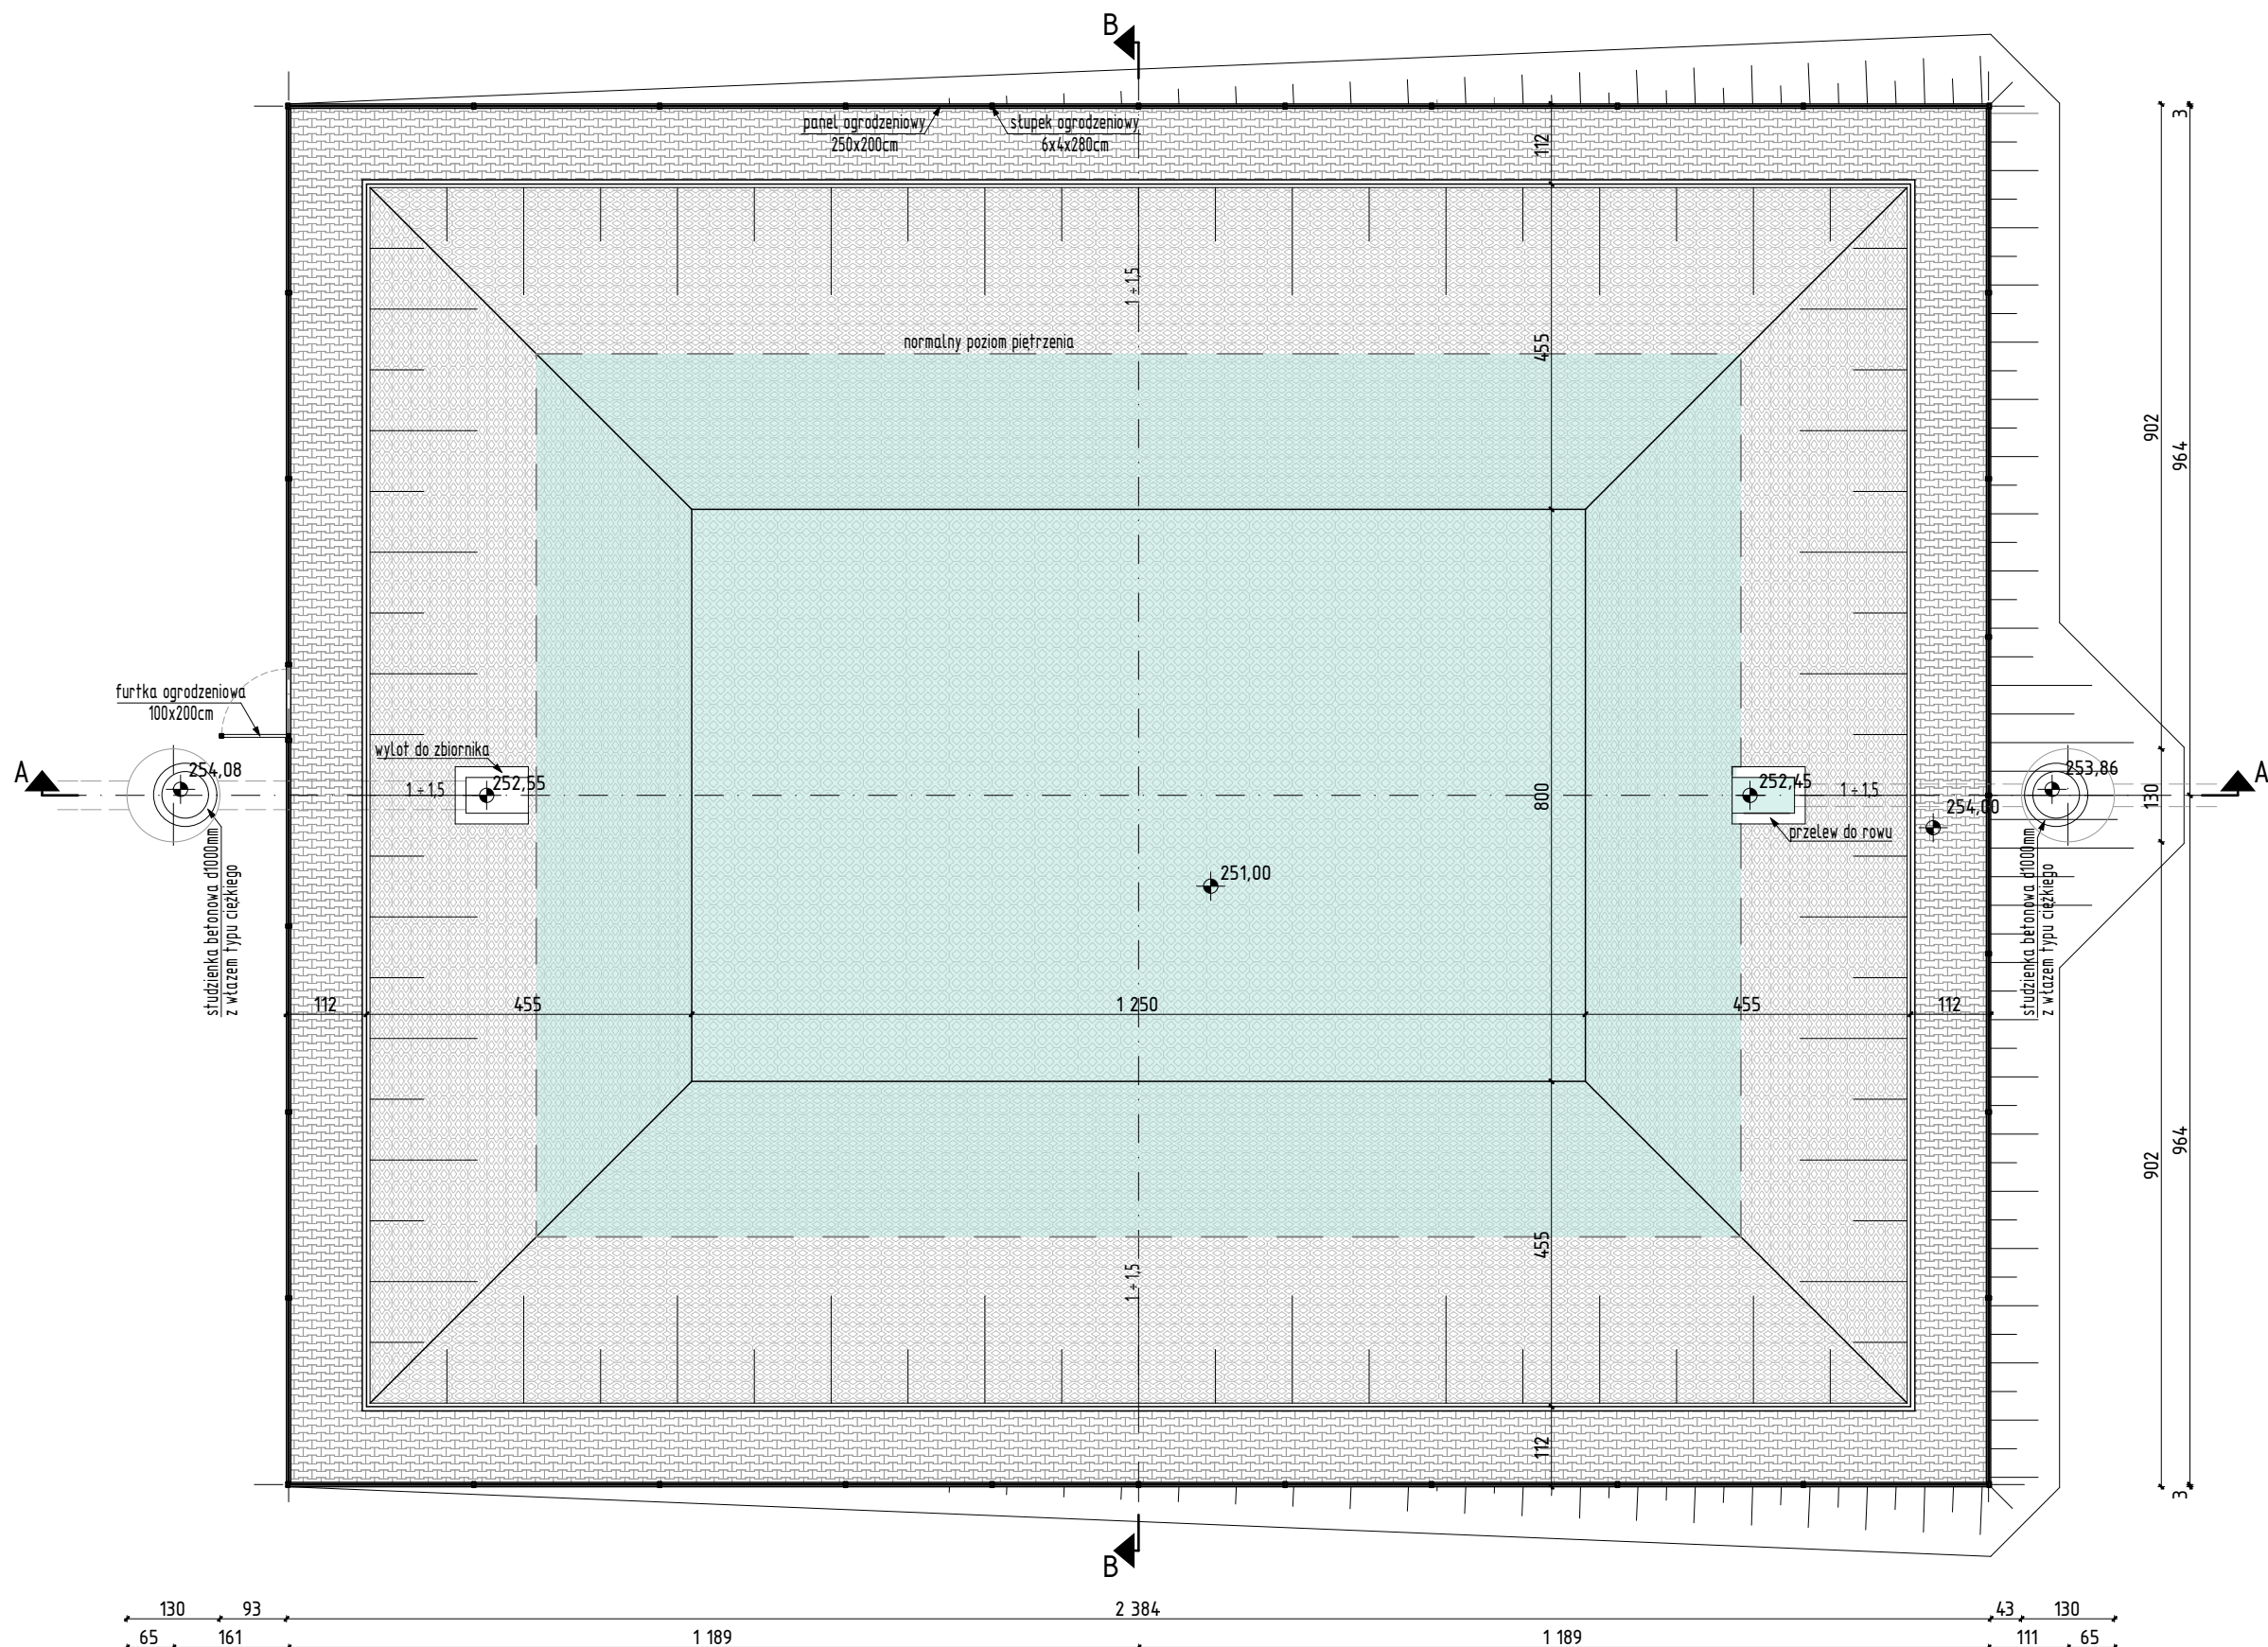 B
panel ogrodzeniowy
250x200cm
słupek ogrodzeniowy
6x4x280cm
112
3
1 ÷ 1,5
normalny poziom piętrzenia
455
902
964
furtka ogrodzeniowa
100x200cm
wylot do zbiornika
A
254,08
1 ÷ 1,5
252,55
800
252,45
1 ÷ 1,5
253,86
A
130
254,00
przelew do rowu
studzienka betonowa d1000mm
z włazem typu ciężkiego
251,00
studzienka betonowa d1000mm
z włazem typu ciężkiego
112
455
1 250
455
112
902
964
455
1 ÷ 1,5
112
3
B
130
93
2 384
43
130
65
161
1 189
1 189
111
65